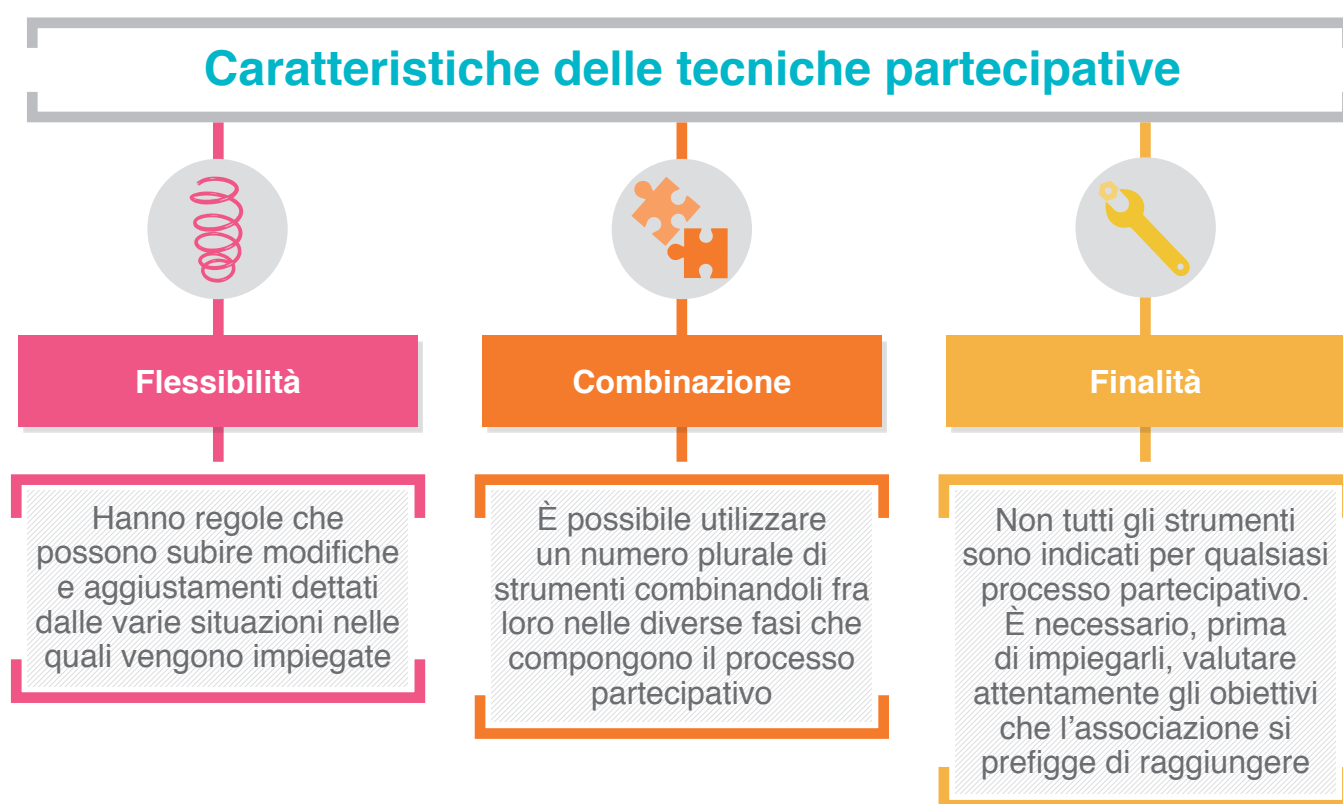 Caratteristiche delle tecniche partecipative
Flessibilità
Hanno regole che
possono subire modifiche
e aggiustamenti dettati
dalle varie situazioni nelle
quali vengono impiegate
Combinazione
È possibile utilizzare
un numero plurale di
strumenti combinandoli fra
loro nelle diverse fasi che
compongono il processo
partecipativo
Finalità
Non tutti gli strumenti
sono indicati per qualsiasi
processo partecipativo.
È necessario, prima
di impiegarli, valutare
attentamente gli obiettivi
che l’associazione si
prefigge di raggiungere